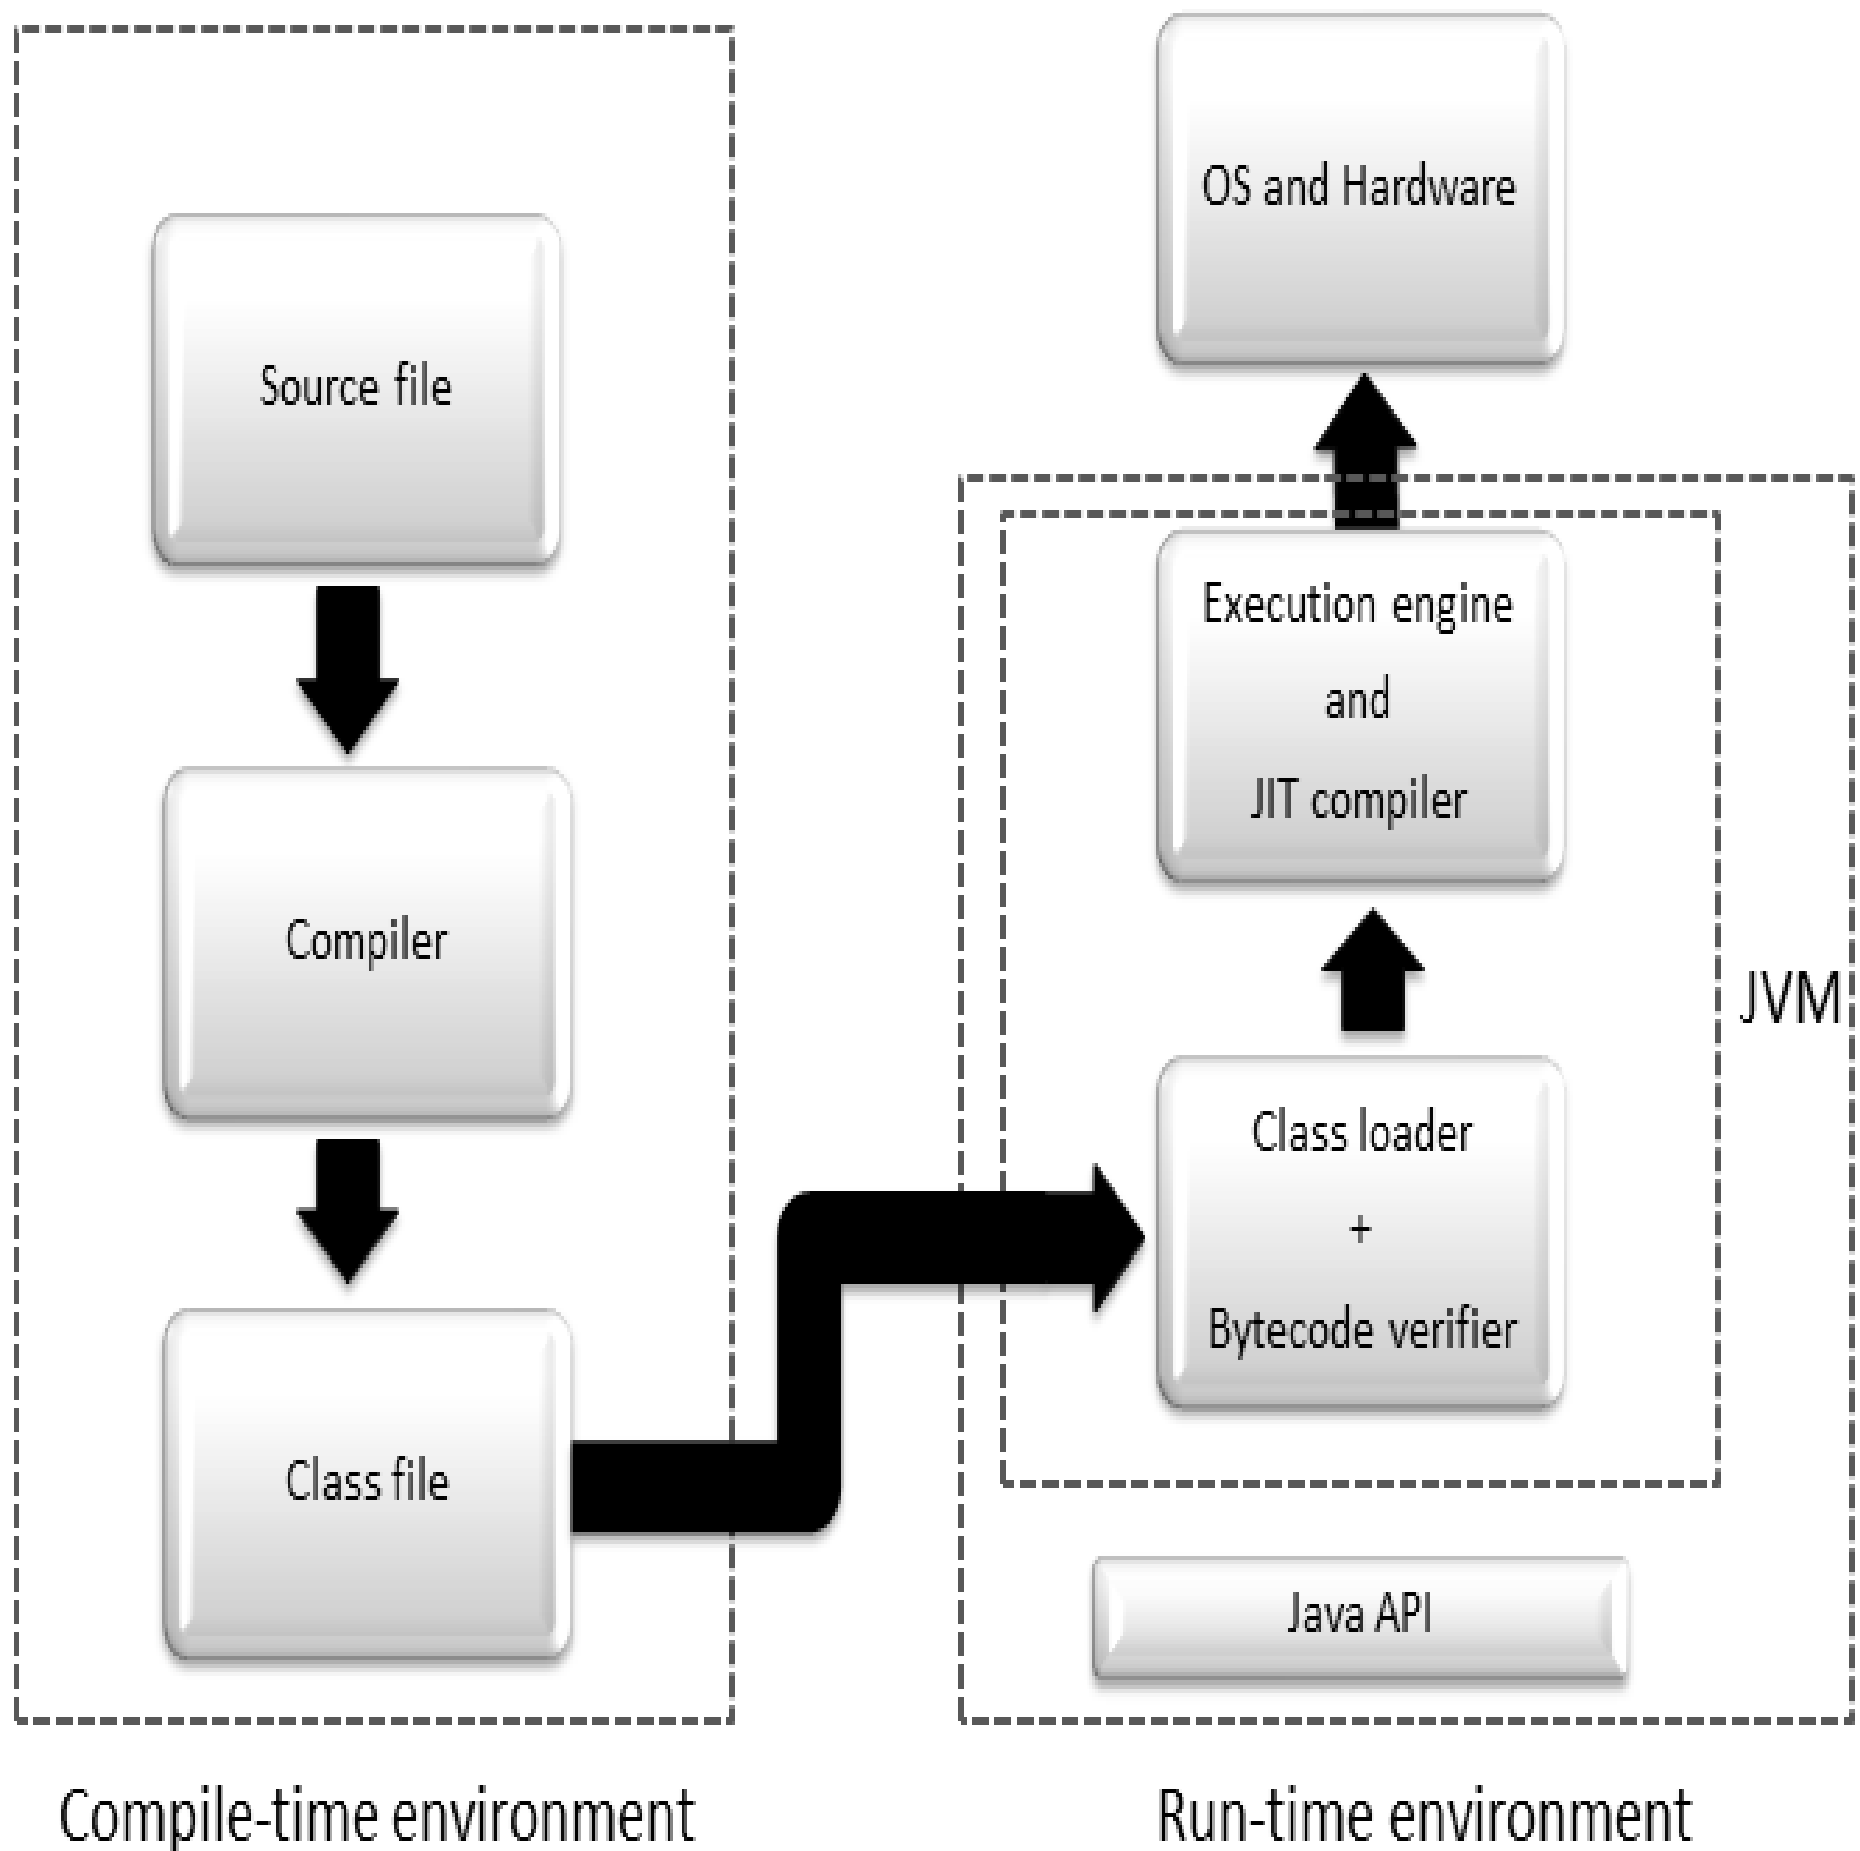 Source file
Compiler
Class file
Compile-time environment
OS and Hardware
Execution engine
and
JIT compiler
Class loader
+
Bytecode verifier
JVM
Java API
Run-time environment